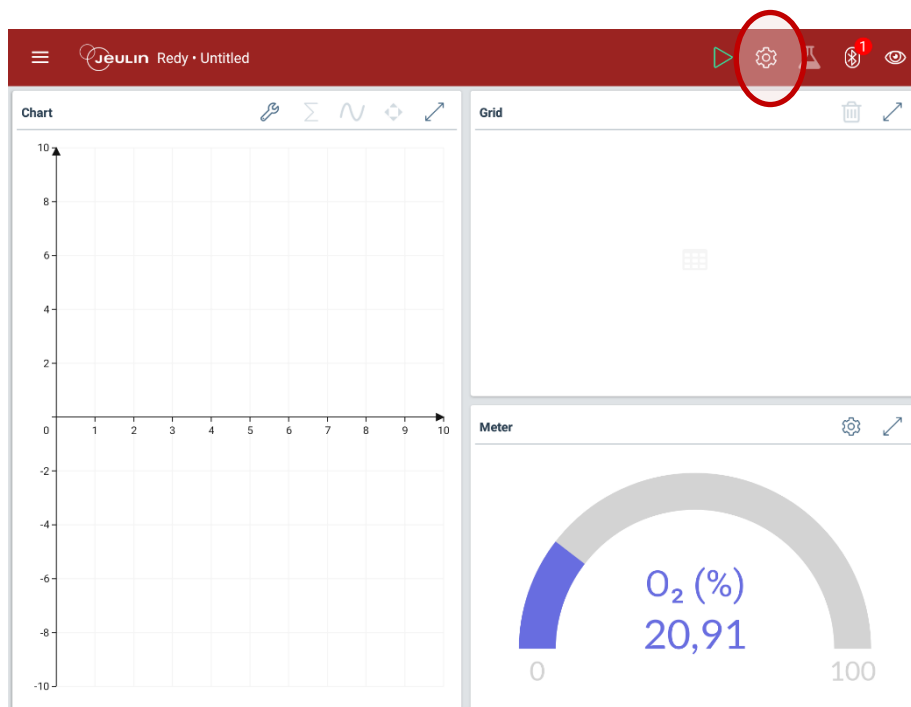 Jeulin Redy • Untitled
1
Chart
Grid
10
8
6
4
2
0 1 2 3 4 5 6 7 8 9 10
-2
-4
-6
-8
-10
Meter
O₂ (%)
20,91
0 100